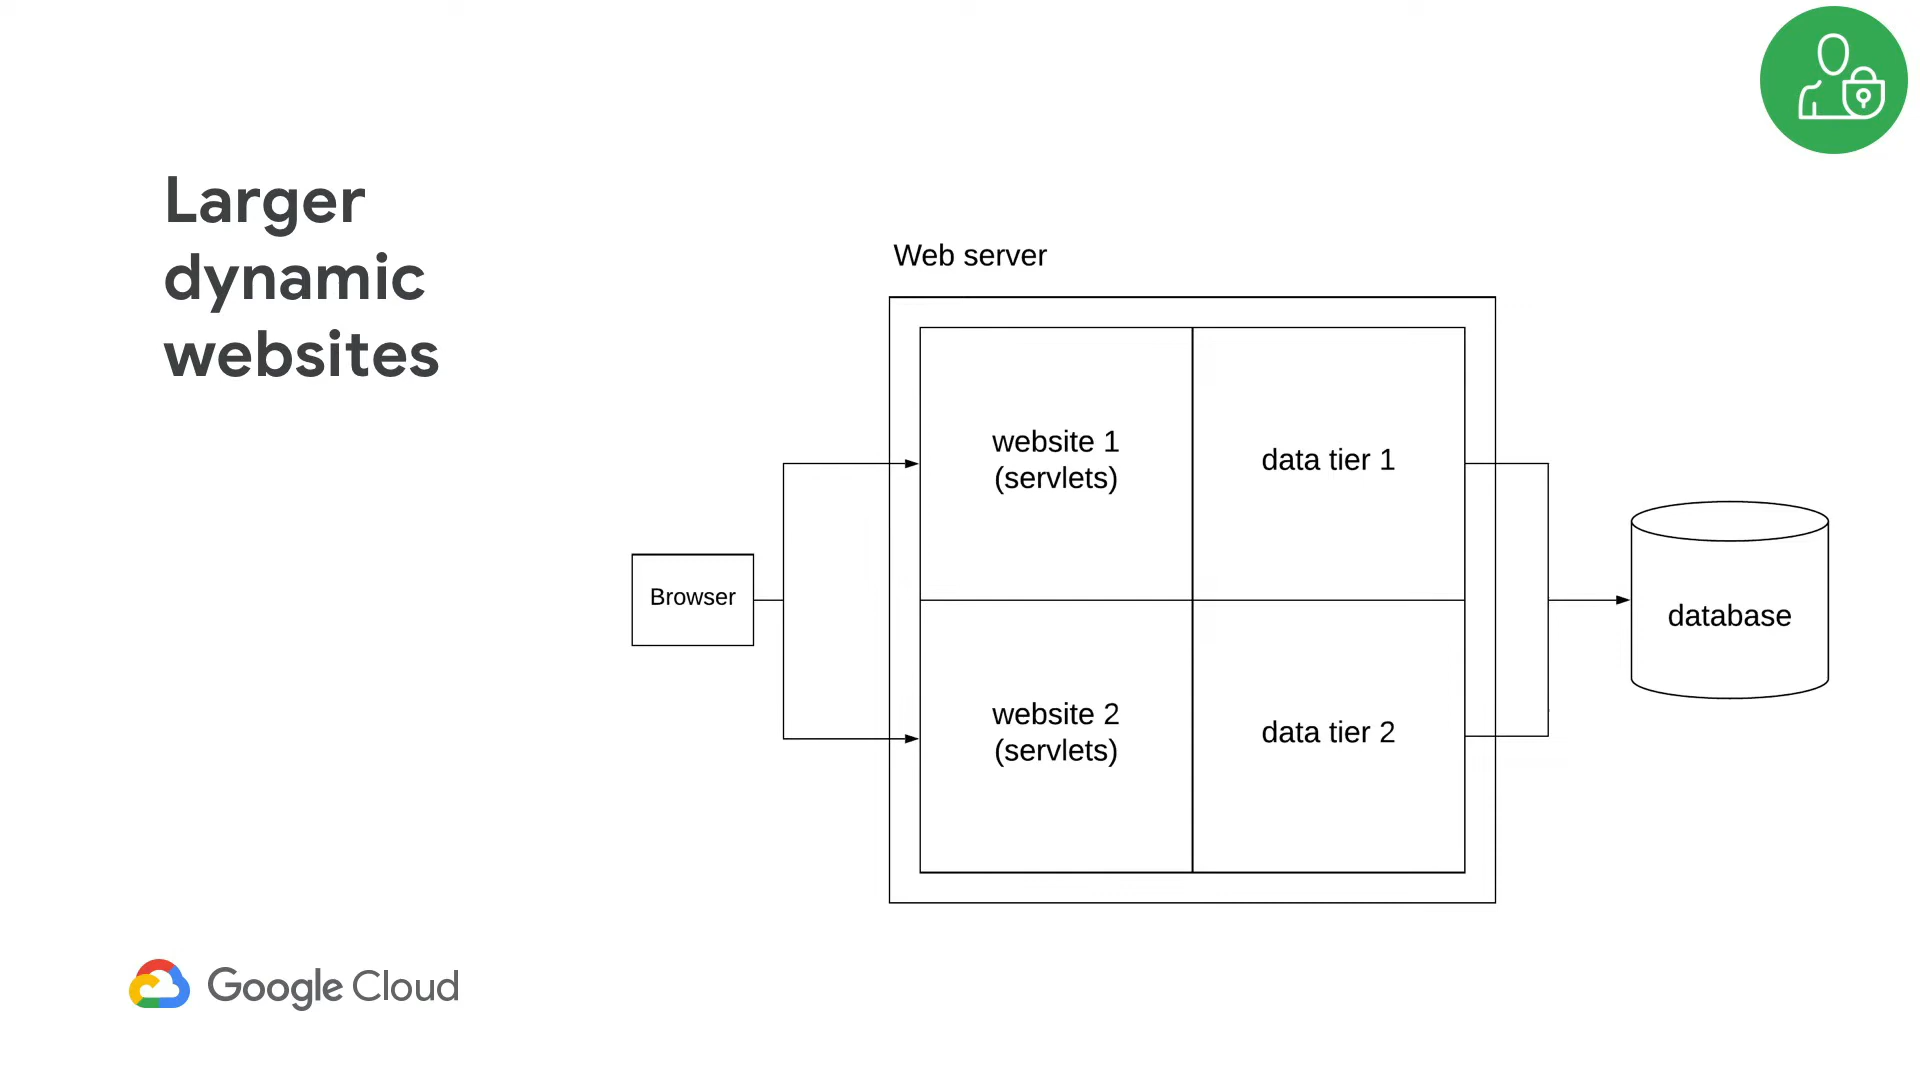 Larger
dynamic
websites
Web server
website 1
(servlets)
data tier 1
Browser
database
website 2
(servlets)
data tier 2
Google Cloud